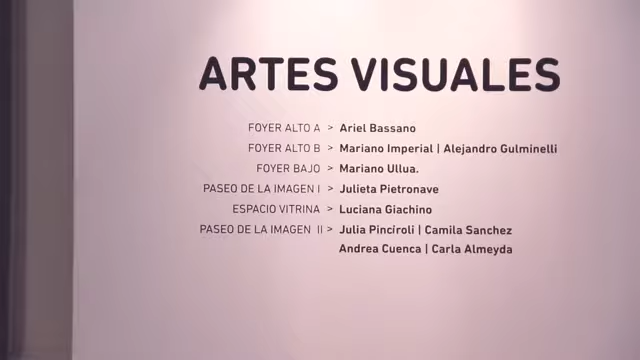 ARTES VISUALES
FOYER ALTO A > Ariel Bassano
FOYER ALTO B > Mariano Imperial | Alejandro Gulminelli
FOYER BAJO > Mariano Ullua.
PASEO DE LA IMAGEN I > Julieta Pietronave
ESPACIO VITRINA > Luciana Giachino
PASEO DE LA IMAGEN II > Julia Pinciroli | Camila Sanchez
Andrea Cuenca | Carla Almeyda